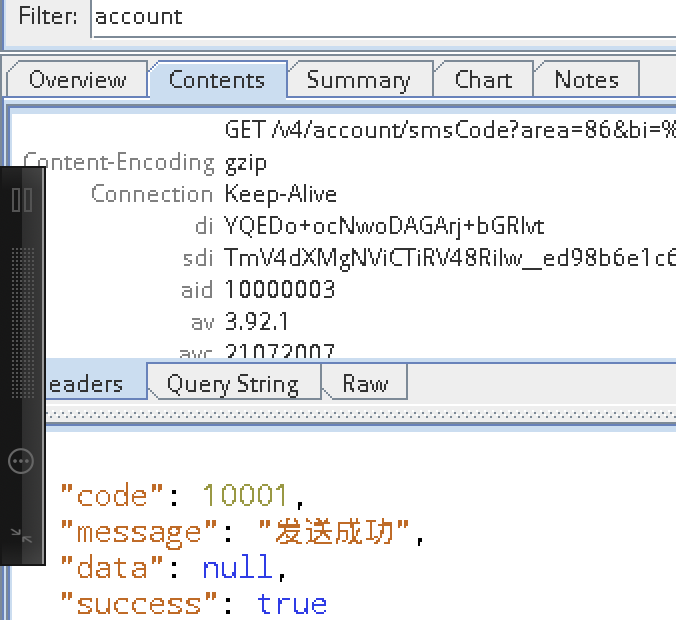 Filter: account
Overview Contents Summary Chart Notes
GET /v4/account/smsCode?area=86&bi=%
Content-Encoding gzip
Connection Keep-Alive
di YQEDo+ocNwoDAGArj+bGRlvt
sdi TmV4dXMgNViCTiRV48Rilw__ed98b6e1c6
aid 10000003
av 3.92.1
avc 21072007
eaders Query String Raw
"code": 10001,
"message": "发送成功",
"data": null,
"success": true